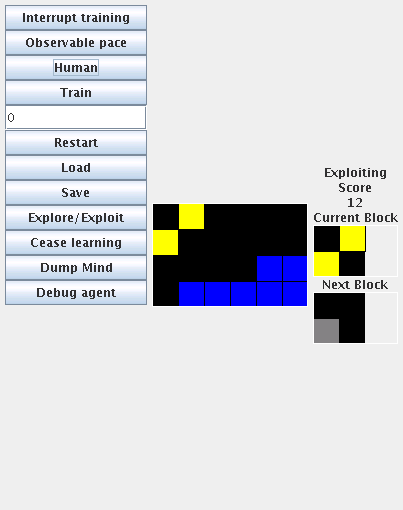 Interrupt training
Observable pace
Human
Train
0
Restart
Load
Save
Explore/Exploit
Cease learning
Dump Mind
Debug agent
Exploiting
Score
12
Current Block
Next Block